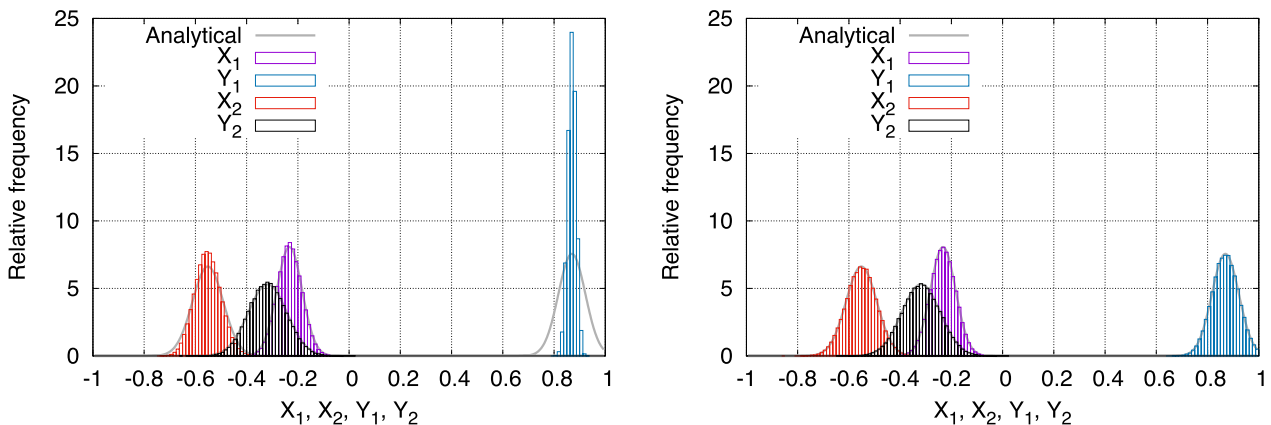 25
20
15
10
5
0
Relative frequency
Analytical
X₁
Y₁
X₂
Y₂
-1 -0.8 -0.6 -0.4 -0.2 0 0.2 0.4 0.6 0.8 1
X₁, X₂, Y₁, Y₂
25
20
15
10
5
0
Relative frequency
Analytical
X₁
Y₁
X₂
Y₂
-1 -0.8 -0.6 -0.4 -0.2 0 0.2 0.4 0.6 0.8 1
X₁, X₂, Y₁, Y₂